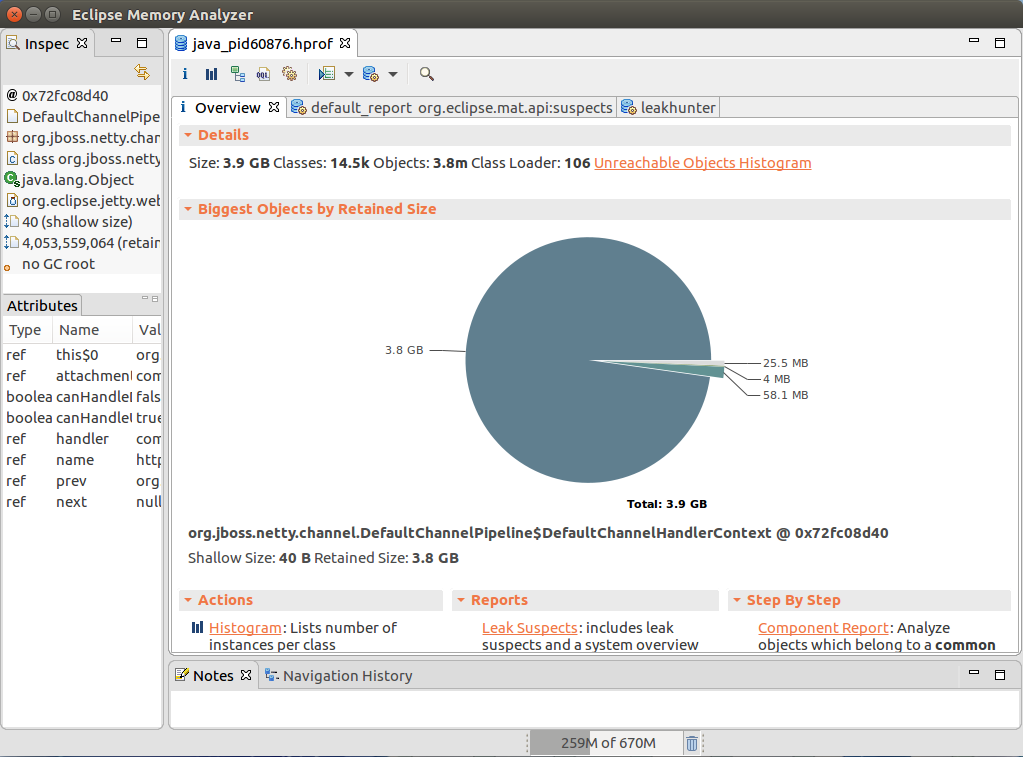 Eclipse Memory Analyzer
Inspec
java_pid60876.hprof
@ 0x72fc08d40
DefaultChannelPipe
org.jboss.netty.char
class org.jboss.netty
java.lang.Object
org.eclipse.jetty.web
40 (shallow size)
4,053,559,064 (retain
no GC root
Attributes
Type Name Val
ref this$0 org
ref attachment com
boolea canHandle fals
boolea canHandle true
ref handler com
ref name http
ref prev org
ref next null
i OQL
i Overview
default_report org.eclipse.mat.api:suspects
leakhunter
Details
Size: 3.9 GB Classes: 14.5k Objects: 3.8m Class Loader: 106 Unreachable Objects Histogram
Biggest Objects by Retained Size
3.8 GB
25.5 MB
4 MB
58.1 MB
Total: 3.9 GB
org.jboss.netty.channel.DefaultChannelPipeline$DefaultChannelHandlerContext @ 0x72fc08d40
Shallow Size: 40 B Retained Size: 3.8 GB
Actions
Histogram: Lists number of
instances per class
Reports
Leak Suspects: includes leak
suspects and a system overview
Step By Step
Component Report: Analyze
objects which belong to a common
Notes
Navigation History
259M of 670M